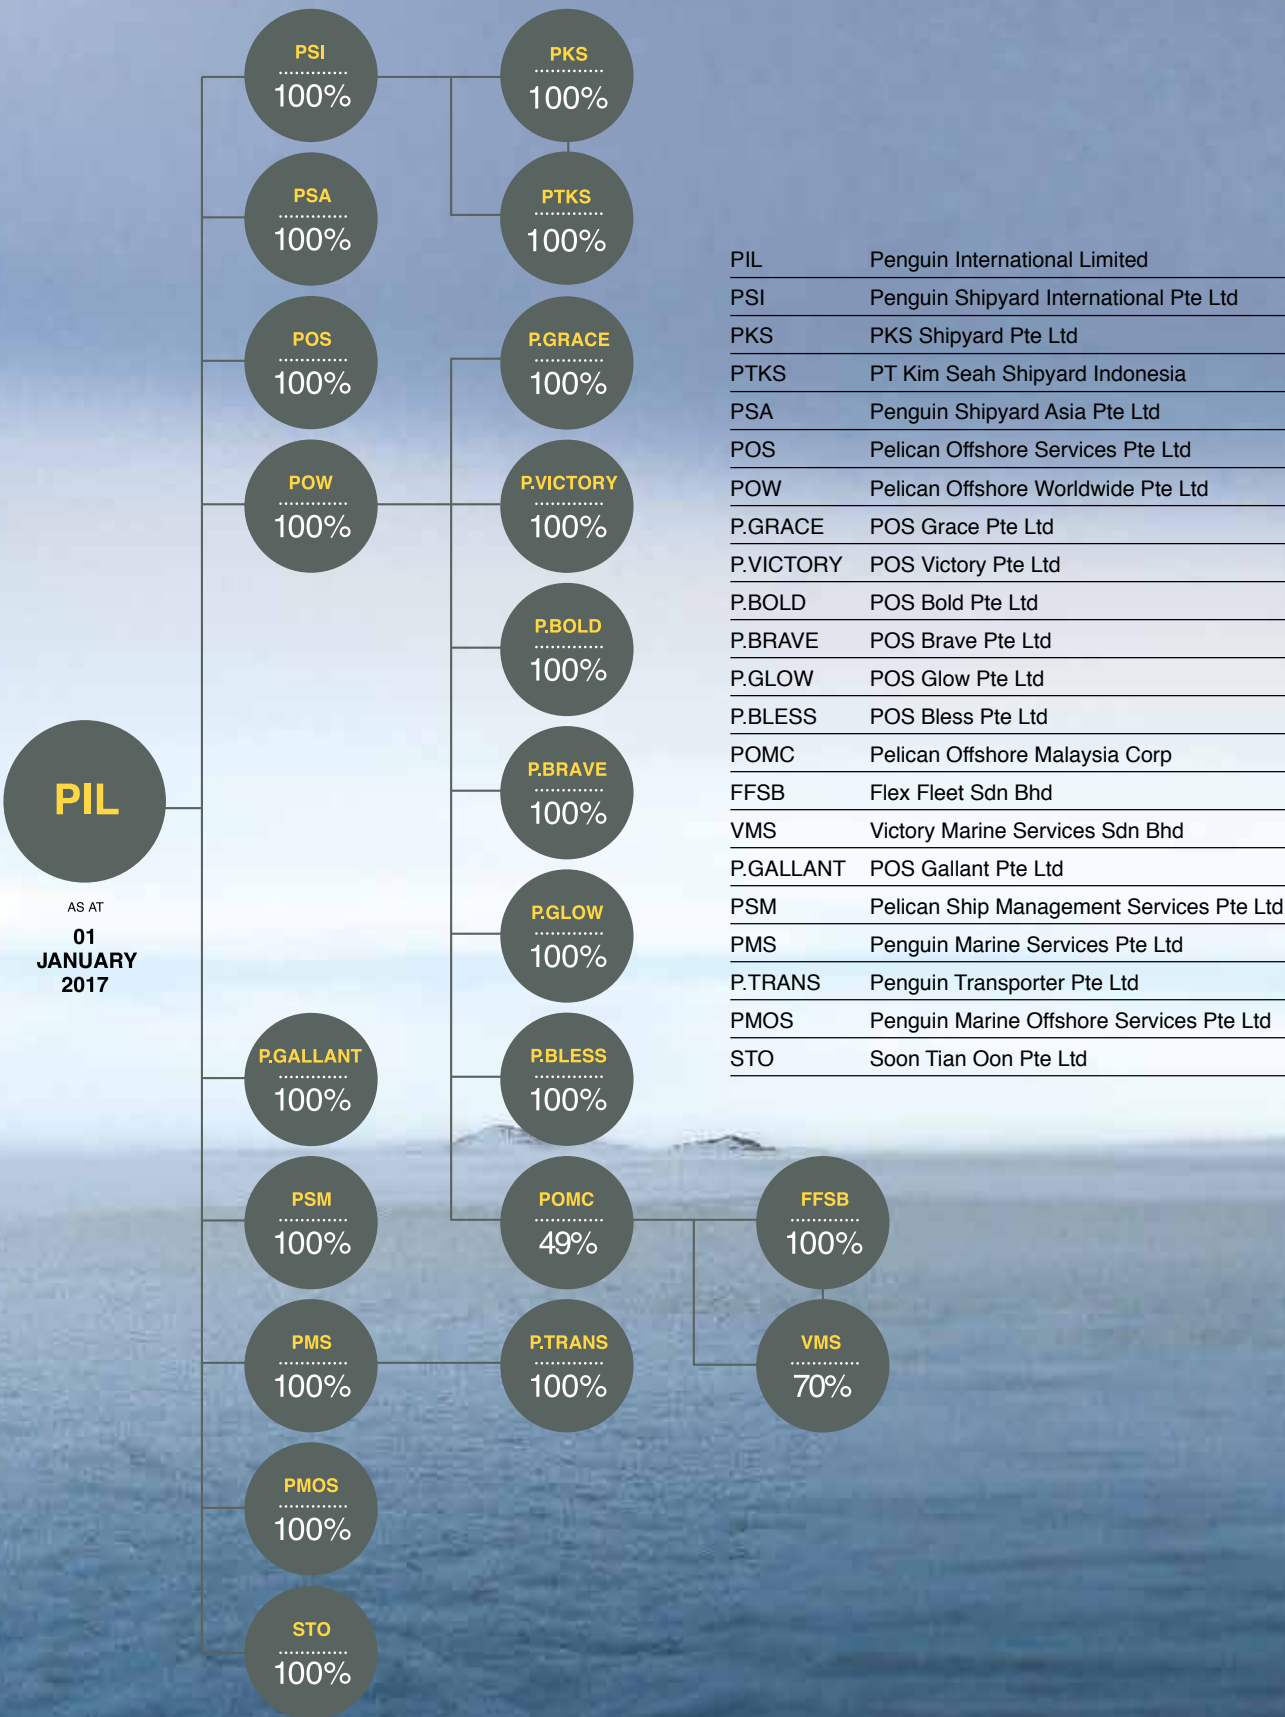 PSI
100%
PKS
100%
PSA
100%
PTKS
100%
POS
100%
P.GRACE
100%
POW
100%
P.VICTORY
100%
P.BOLD
100%
P.BRAVE
100%
PIL
AS AT
01
JANUARY
2017
P.GLOW
100%
P.GALLANT
100%
P.BLESS
100%
PSM
100%
POMC
49%
FFSB
100%
PMS
100%
P.TRANS
100%
VMS
70%
PMOS
100%
STO
100%
PIL Penguin International Limited
PSI Penguin Shipyard International Pte Ltd
PKS PKS Shipyard Pte Ltd
PTKS PT Kim Seah Shipyard Indonesia
PSA Penguin Shipyard Asia Pte Ltd
POS Pelican Offshore Services Pte Ltd
POW Pelican Offshore Worldwide Pte Ltd
P.GRACE POS Grace Pte Ltd
P.VICTORY POS Victory Pte Ltd
P.BOLD POS Bold Pte Ltd
P.BRAVE POS Brave Pte Ltd
P.GLOW POS Glow Pte Ltd
P.BLESS POS Bless Pte Ltd
POMC Pelican Offshore Malaysia Corp
FFSB Flex Fleet Sdn Bhd
VMS Victory Marine Services Sdn Bhd
P.GALLANT POS Gallant Pte Ltd
PSM Pelican Ship Management Services Pte Ltd
PMS Penguin Marine Services Pte Ltd
P.TRANS Penguin Transporter Pte Ltd
PMOS Penguin Marine Offshore Services Pte Ltd
STO Soon Tian Oon Pte Ltd